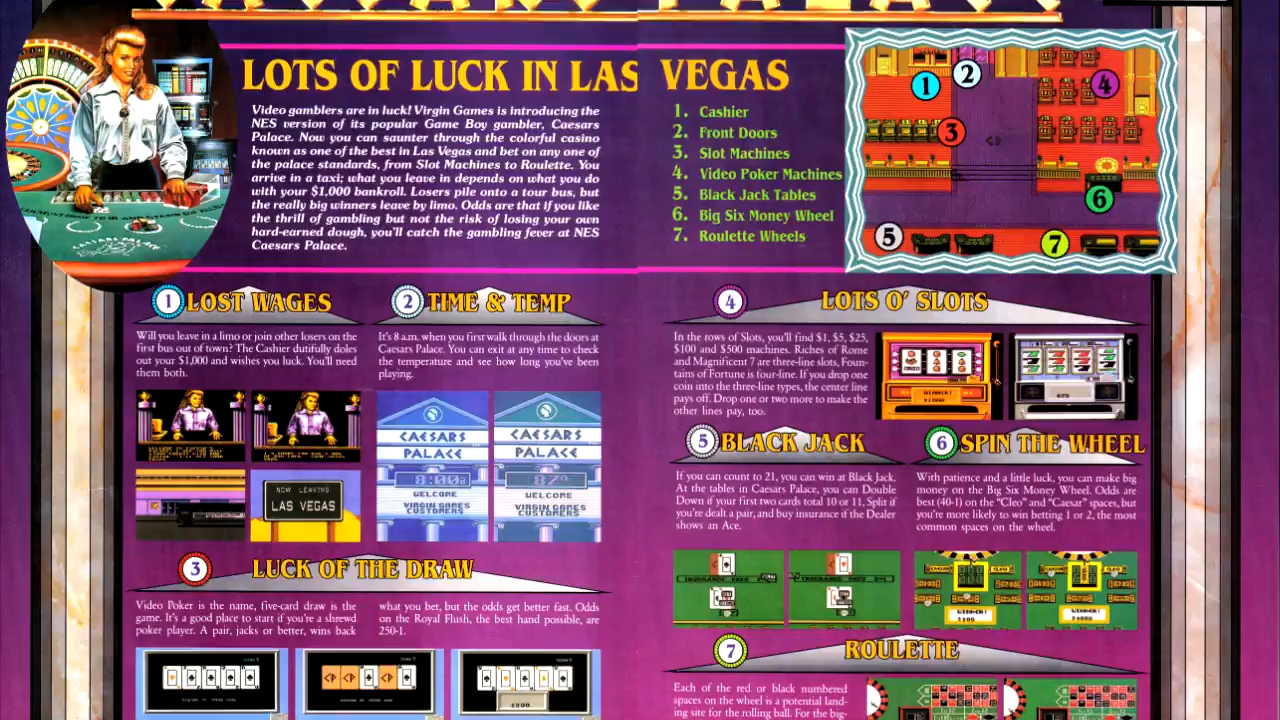 LOTS OF LUCK IN LAS VEGAS
Video gamblers are in luck! Virgin Games is introducing the
NES version of its popular Game Boy gambler, Caesars
Palace. Now you can saunter through the colorful casino
known as one of the best in Las Vegas and bet on any one of
the palace standards, from Slot Machines to Roulette. You
arrive in a taxi; what you leave in depends on what you do
with your $1,000 bankroll. Losers pile onto a tour bus, but
the really big winners leave by limo. Odds are that if you like
the thrill of gambling but not the risk of losing your own
hard-earned dough, you'll catch the gambling fever at NES
Caesars Palace.
1. Cashier
2. Front Doors
3. Slot Machines
4. Video Poker Machines
5. Black Jack Tables
6. Big Six Money Wheel
7. Roulette Wheels
1
2
3
4
5
6
7
1 LOST WAGES
Will you leave in a limo or join other losers on the
first bus out of town? The Cashier dutifully doles
out your $1,000 and wishes you luck. You'll need
them both.
NOW LEAVING
LAS VEGAS
2 TIME & TEMP
It's 8 a.m. when you first walk through the doors at
Caesars Palace. You can exit at any time to check
the temperature and see how long you've been
playing.
CAESARS
PALACE
8:00a
WELCOME
VIRGIN GAMES
CUSTOMERS
CAESARS
PALACE
87°
WELCOME
VIRGIN GAMES
CUSTOMERS
3 LUCK OF THE DRAW
Video Poker is the name, five-card draw is the
game. It's a good place to start if you're a shrewd
poker player. A pair, jacks or better, wins back
what you bet, but the odds get better fast. Odds
on the Royal Flush, the best hand possible, are
250-1.
4 LOTS O' SLOTS
In the rows of Slots, you'll find $1, $5, $25,
$100 and $500 machines. Riches of Rome
and Magnificent 7 are three-line slots, Foun-
tains of Fortune is four-line. If you drop one
coin into the three-line types, the center line
pays off. Drop one or two more to make the
other lines pay, too.
WINNER!
5 BLACK JACK
If you can count to 21, you can win at Black Jack.
At the tables in Caesars Palace, you can Double
Down if your first two cards total 10 or 11, Split if
you're dealt a pair, and buy insurance if the Dealer
shows an Ace.
INSURANCE PAYS
INSURANCE PAYS
6 SPIN THE WHEEL
With patience and a little luck, you can make big
money on the Big Six Money Wheel. Odds are
best (40-1) on the "Cleo" and "Caesar" spaces, but
you're more likely to win betting 1 or 2, the most
common spaces on the wheel.
WINNER!
WINNER!
7 ROULETTE
Each of the red or black numbered
spaces on the wheel is a potential land-
ing site for the rolling ball. For the big-